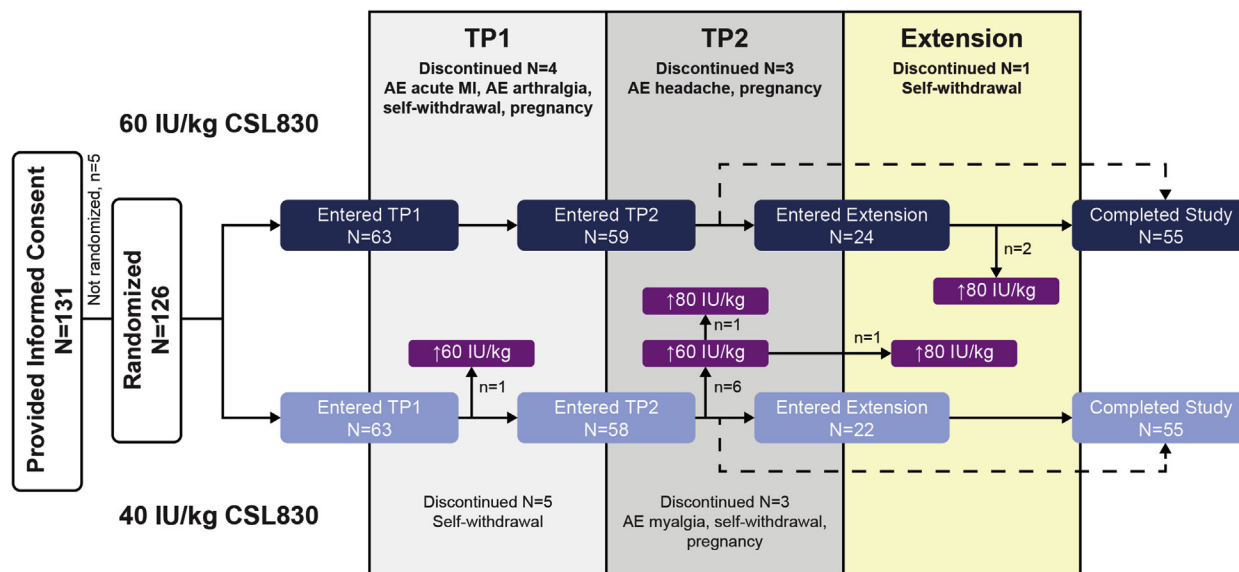 TP1
Discontinued N=4
AE acute MI, AE arthralgia,
self-withdrawal, pregnancy
TP2
Discontinued N=3
AE headache, pregnancy
Extension
Discontinued N=1
Self-withdrawal
60 IU/kg CSL830
Provided Informed Consent
N=131
Not randomized, n=5
Randomized
N=126
Entered TP1
N=63
Entered TP2
N=59
Entered Extension
N=24
n=2
Completed Study
N=55
↑80 IU/kg
↑80 IU/kg
n=1
↑60 IU/kg
n=1
↑60 IU/kg
n=6
n=1
↑80 IU/kg
Entered TP1
N=63
Entered TP2
N=58
Entered Extension
N=22
Completed Study
N=55
40 IU/kg CSL830
Discontinued N=5
Self-withdrawal
Discontinued N=3
AE myalgia, self-withdrawal,
pregnancy